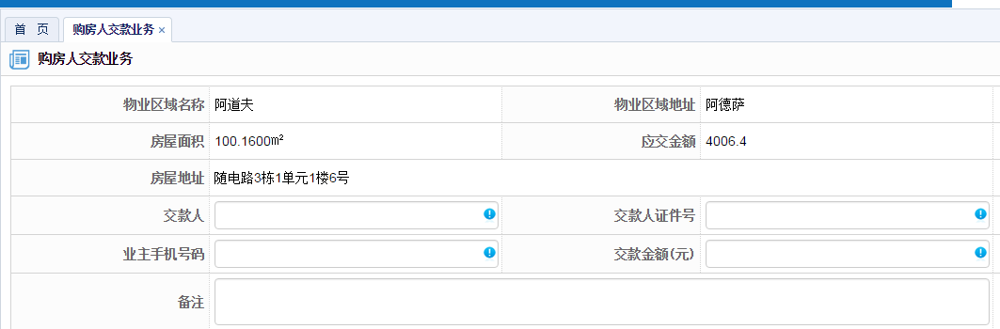 首 页 购房人交款业务 ×
购房人交款业务
物业区域名称 阿道夫 物业区域地址 阿德萨
房屋面积 100.1600㎡ 应交金额 4006.4
房屋地址 随电路3栋1单元1楼6号
交款人 交款人证件号
业主手机号码 交款金额(元)
备注